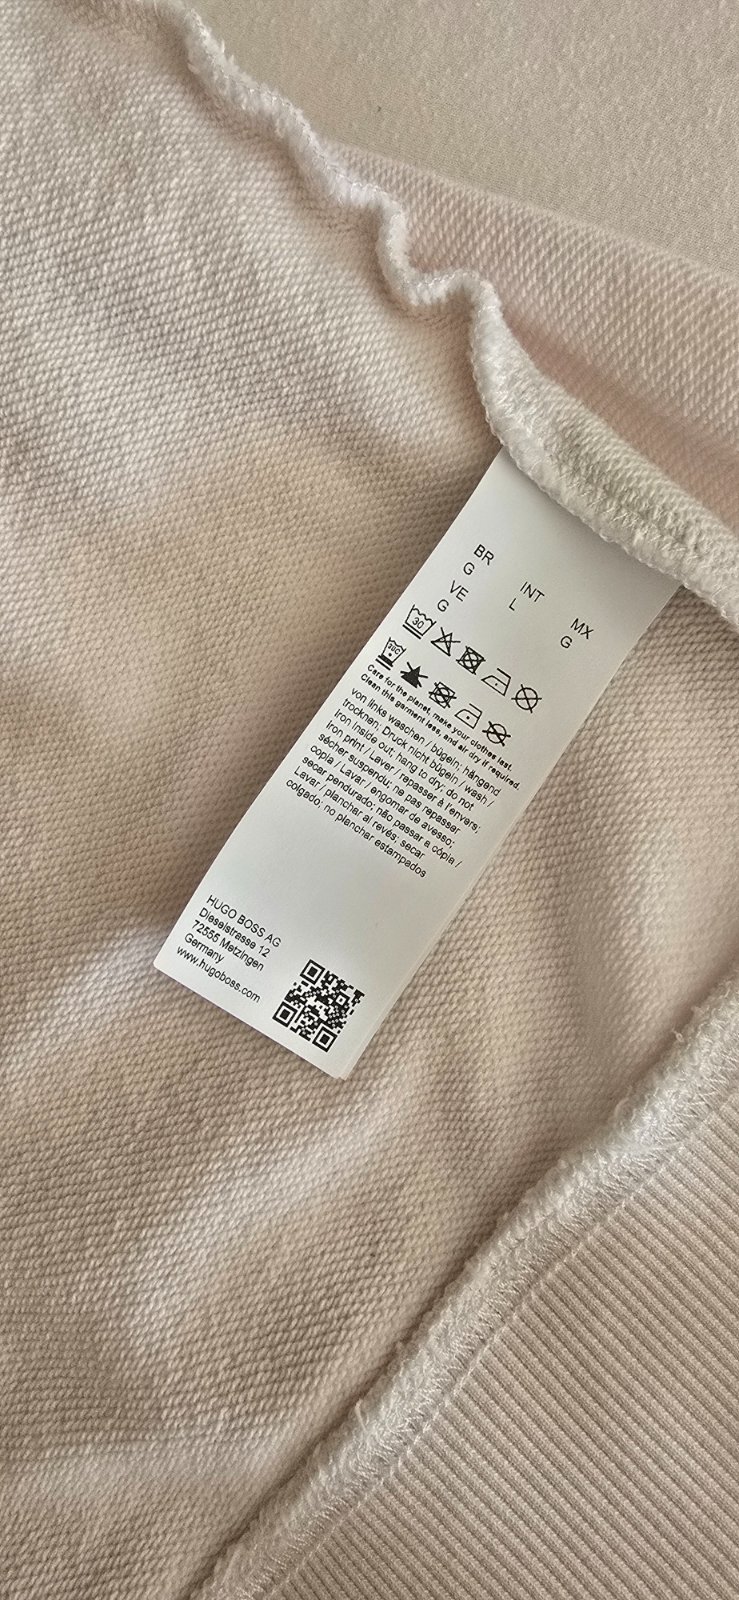 BR
G
VE
G
INT
L
MX
G
30
30°C
Care for the planet, make your clothes last.
Clean this garment less, and air dry if required.
von links waschen / bügeln, hängend
trocknen; Druck nicht bügeln / wash /
iron inside out; hang to dry; do not
iron print / Laver / repasser à l'envers;
sécher suspendu; ne pas repasser
copia / Lavar / engomar de avesso;
secar pendurado; não passar a cópia /
Lavar / planchar al revés; secar
colgado; no planchar estampados
HUGO BOSS AG
Dieselstrasse 12
72555 Metzingen
Germany
www.hugoboss.com